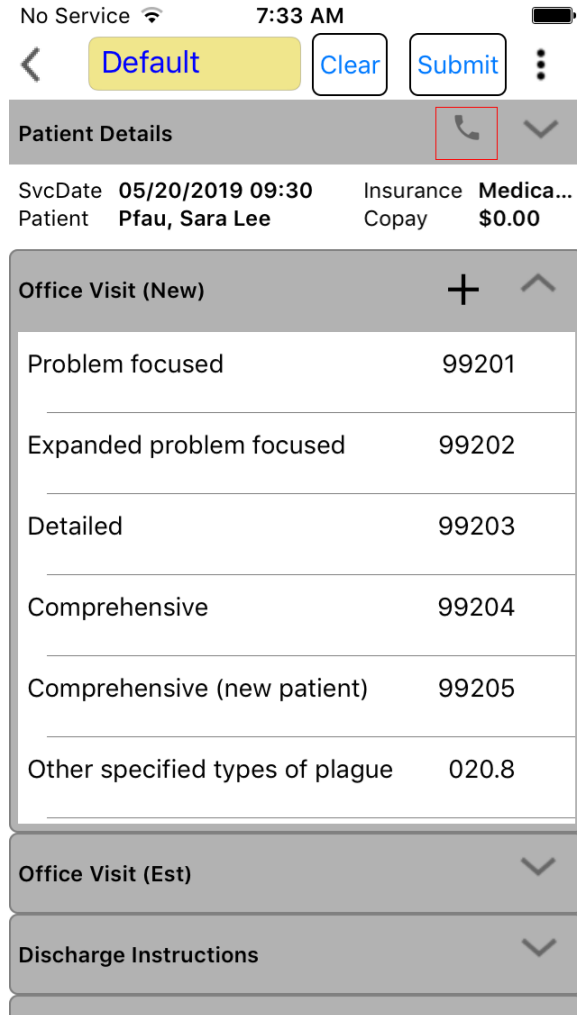 No Service 7:33 AM
Default Clear Submit
Patient Details
SvcDate 05/20/2019 09:30 Insurance Medica...
Patient Pfau, Sara Lee Copay $0.00
Office Visit (New)
Problem focused 99201
Expanded problem focused 99202
Detailed 99203
Comprehensive 99204
Comprehensive (new patient) 99205
Other specified types of plague 020.8
Office Visit (Est)
Discharge Instructions